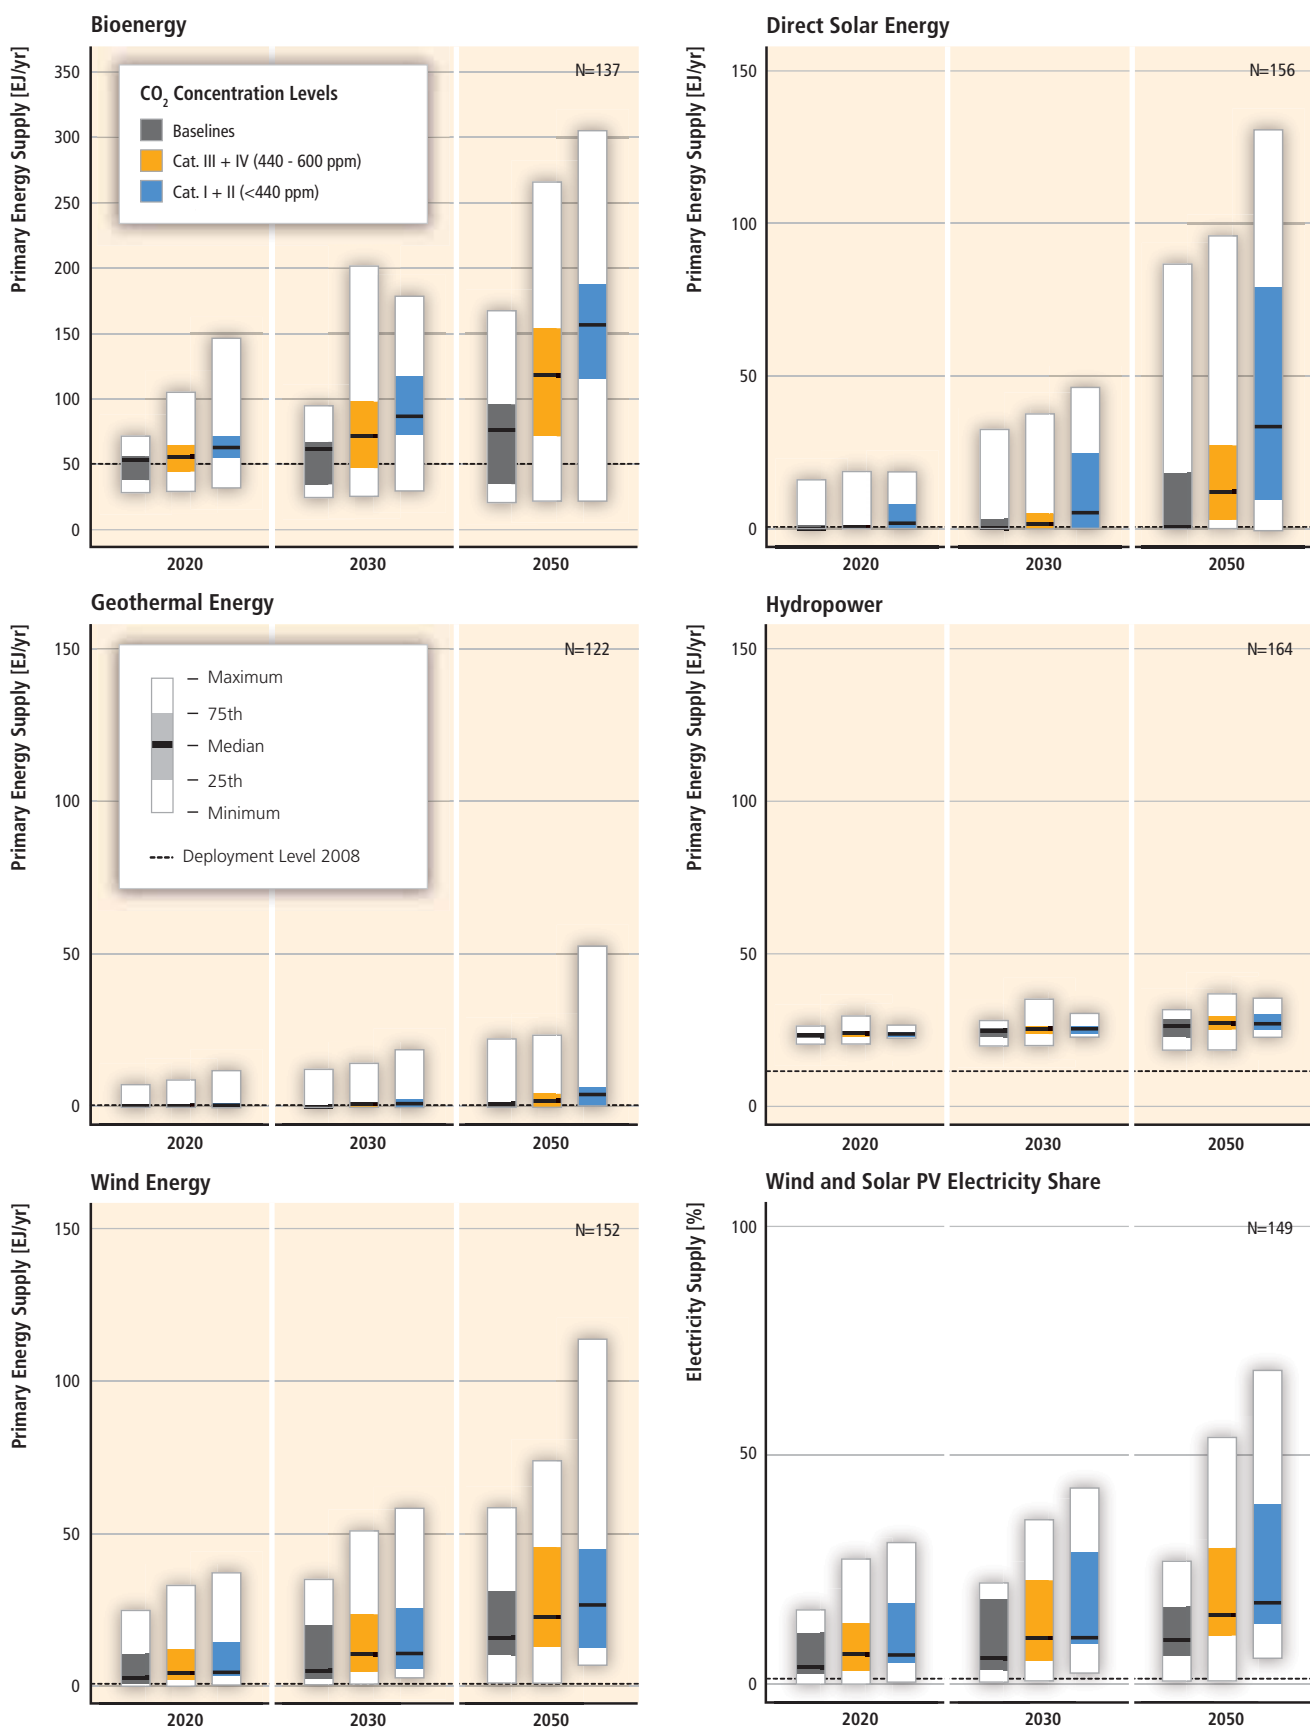 Bioenergy
Primary Energy Supply [EJ/yr]
350
300
250
200
150
100
50
0
N=137
CO2 Concentration Levels
Baselines
Cat. III + IV (440 - 600 ppm)
Cat. I + II (<440 ppm)
2020
2030
2050
Direct Solar Energy
Primary Energy Supply [EJ/yr]
150
100
50
0
N=156
2020
2030
2050
Geothermal Energy
Primary Energy Supply [EJ/yr]
150
100
50
0
N=122
Maximum
75th
Median
25th
Minimum
Deployment Level 2008
2020
2030
2050
Hydropower
Primary Energy Supply [EJ/yr]
150
100
50
0
N=164
2020
2030
2050
Wind Energy
Primary Energy Supply [EJ/yr]
150
100
50
0
N=152
2020
2030
2050
Wind and Solar PV Electricity Share
Electricity Supply [%]
100
50
0
N=149
2020
2030
2050